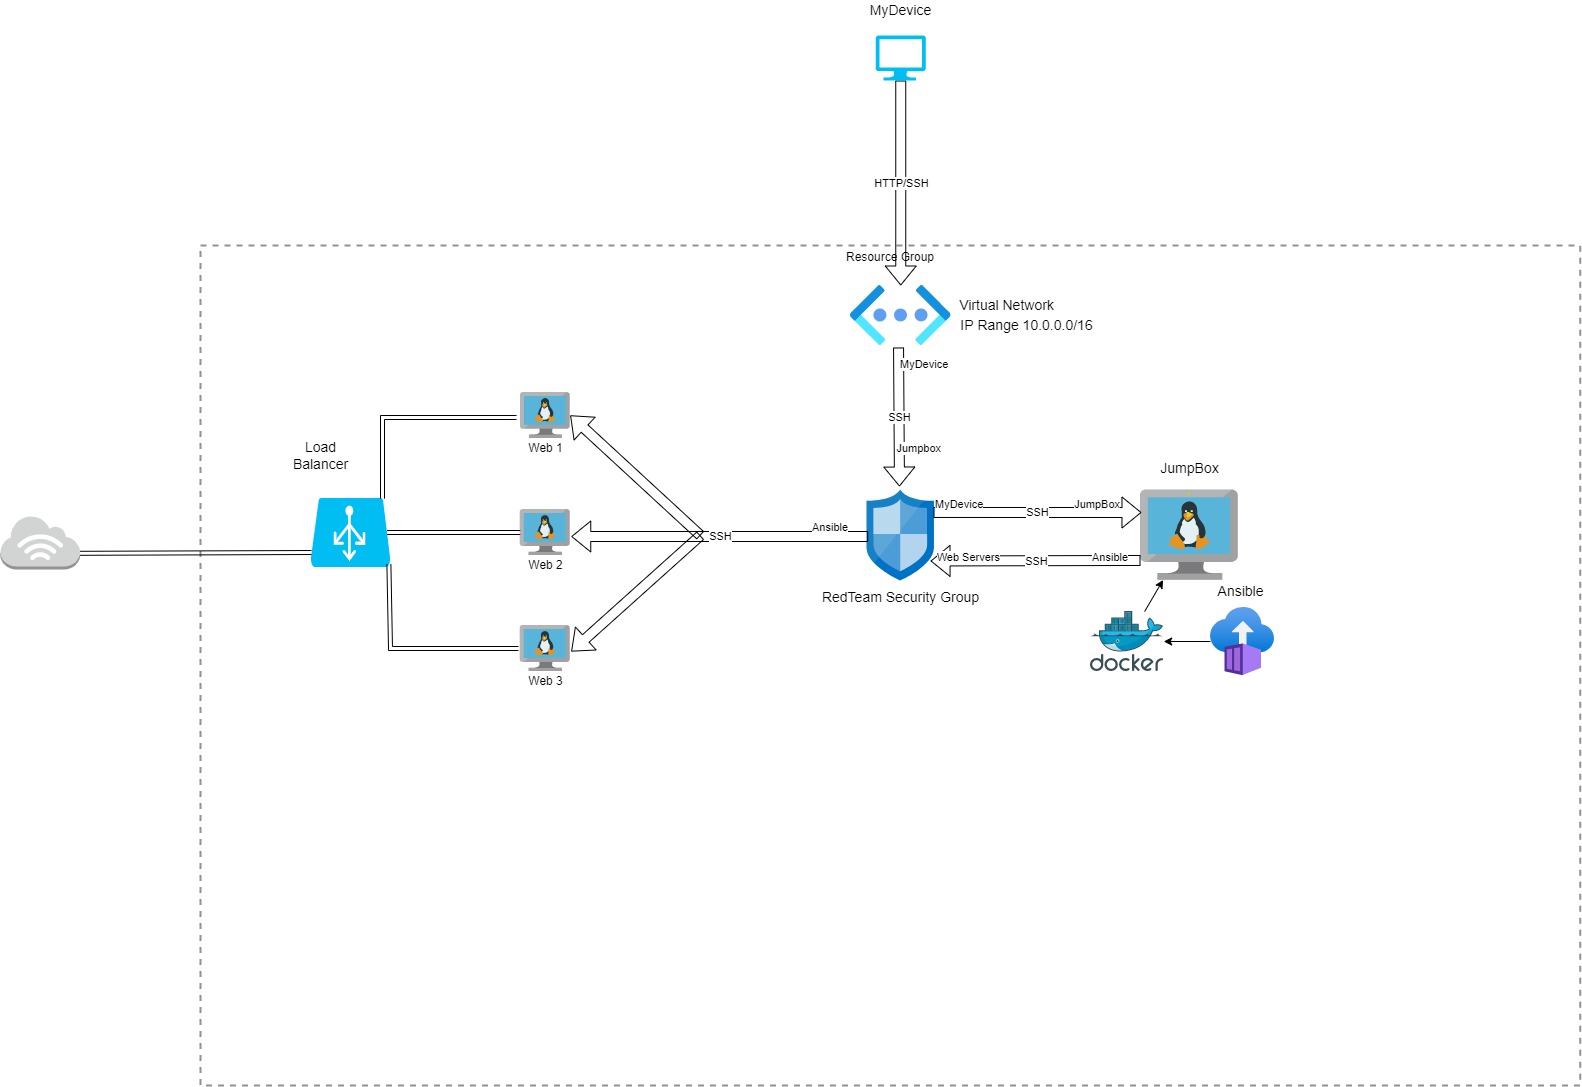 MyDevice
HTTP/SSH
Resource Group
Virtual Network
IP Range 10.0.0.0/16
MyDevice
SSH
Jumpbox
Load
Balancer
Web 1
Web 2
Web 3
SSH
Ansible
RedTeam Security Group
MyDevice
SSH
JumpBox
Web Servers
SSH
Ansible
JumpBox
Ansible
docker